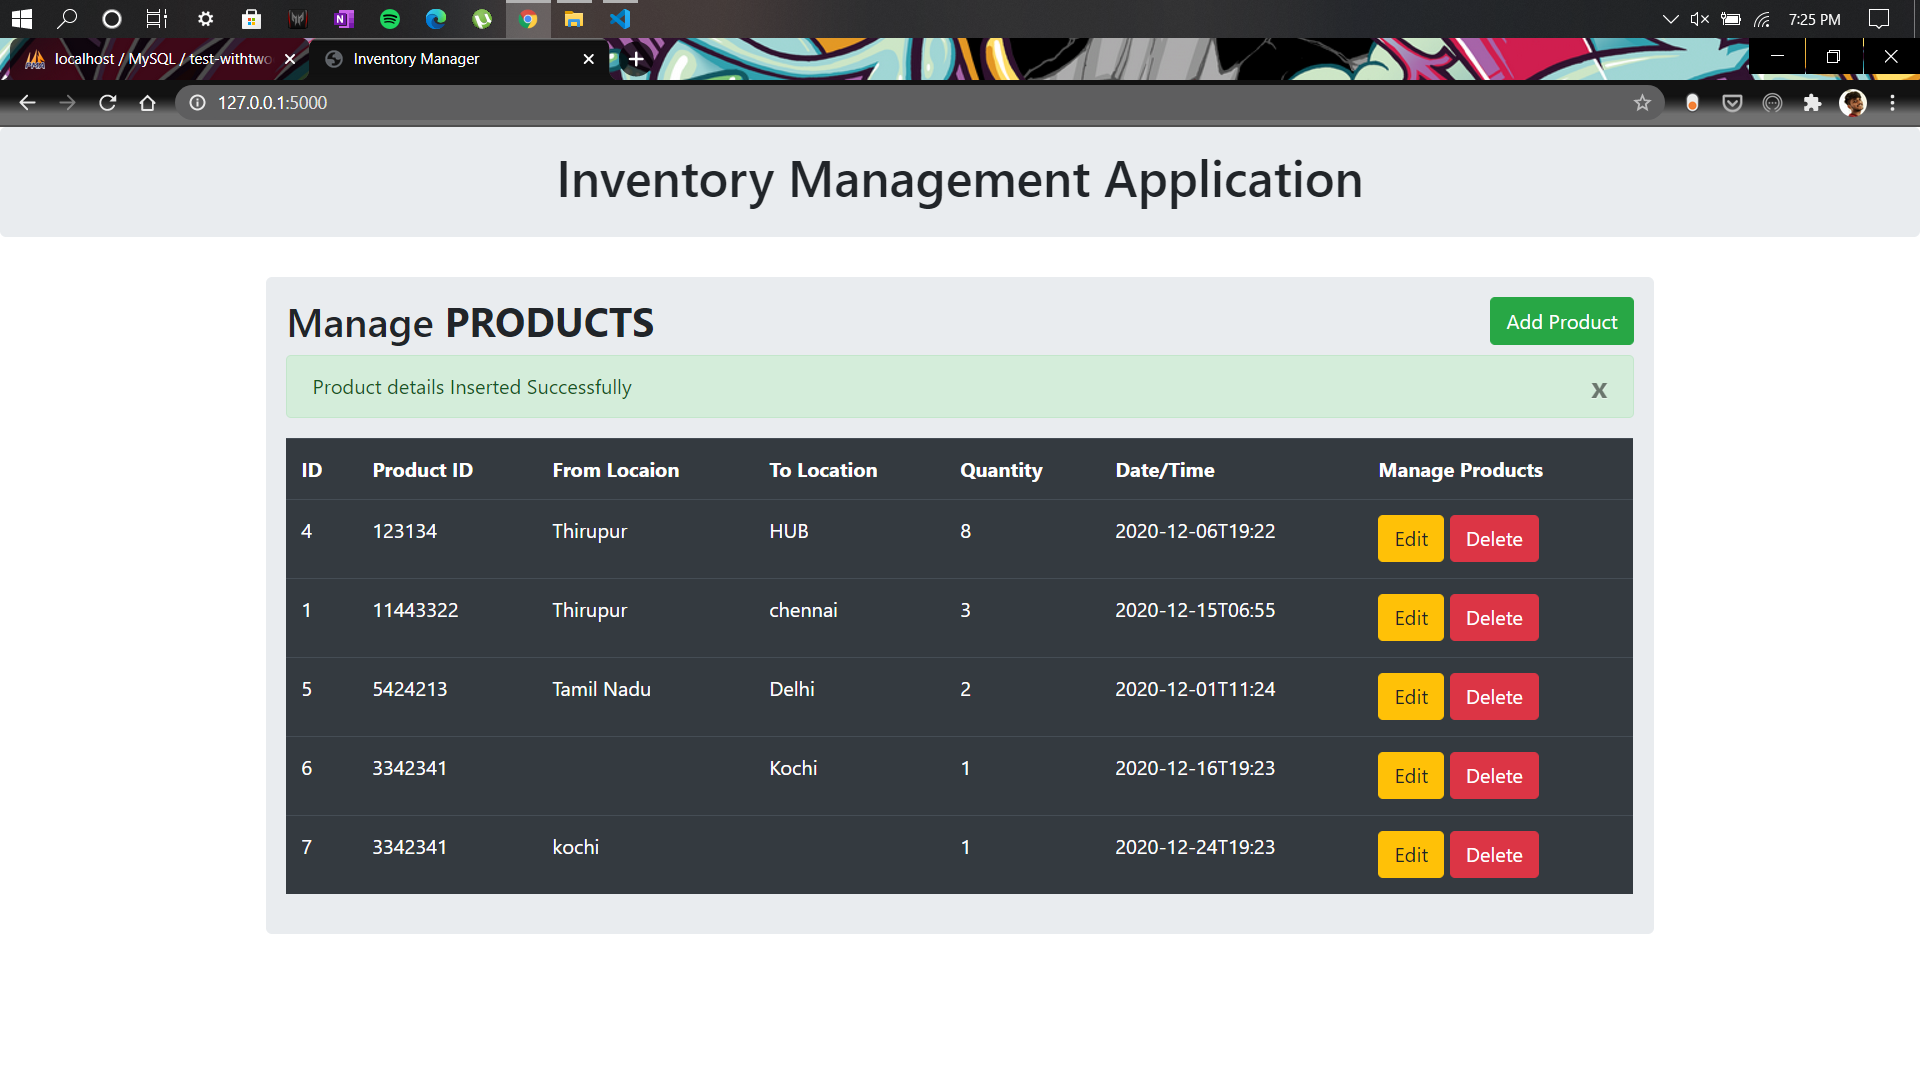 7:25 PM
localhost / MySQL / test-withtwo
Inventory Manager
127.0.0.1:5000
Inventory Management Application
Manage PRODUCTS
Add Product
Product details Inserted Successfully
x
ID Product ID From Locaion To Location Quantity Date/Time Manage Products
4 123134 Thirupur HUB 8 2020-12-06T19:22 Edit Delete
1 11443322 Thirupur chennai 3 2020-12-15T06:55 Edit Delete
5 5424213 Tamil Nadu Delhi 2 2020-12-01T11:24 Edit Delete
6 3342341 Kochi 1 2020-12-16T19:23 Edit Delete
7 3342341 kochi 1 2020-12-24T19:23 Edit Delete